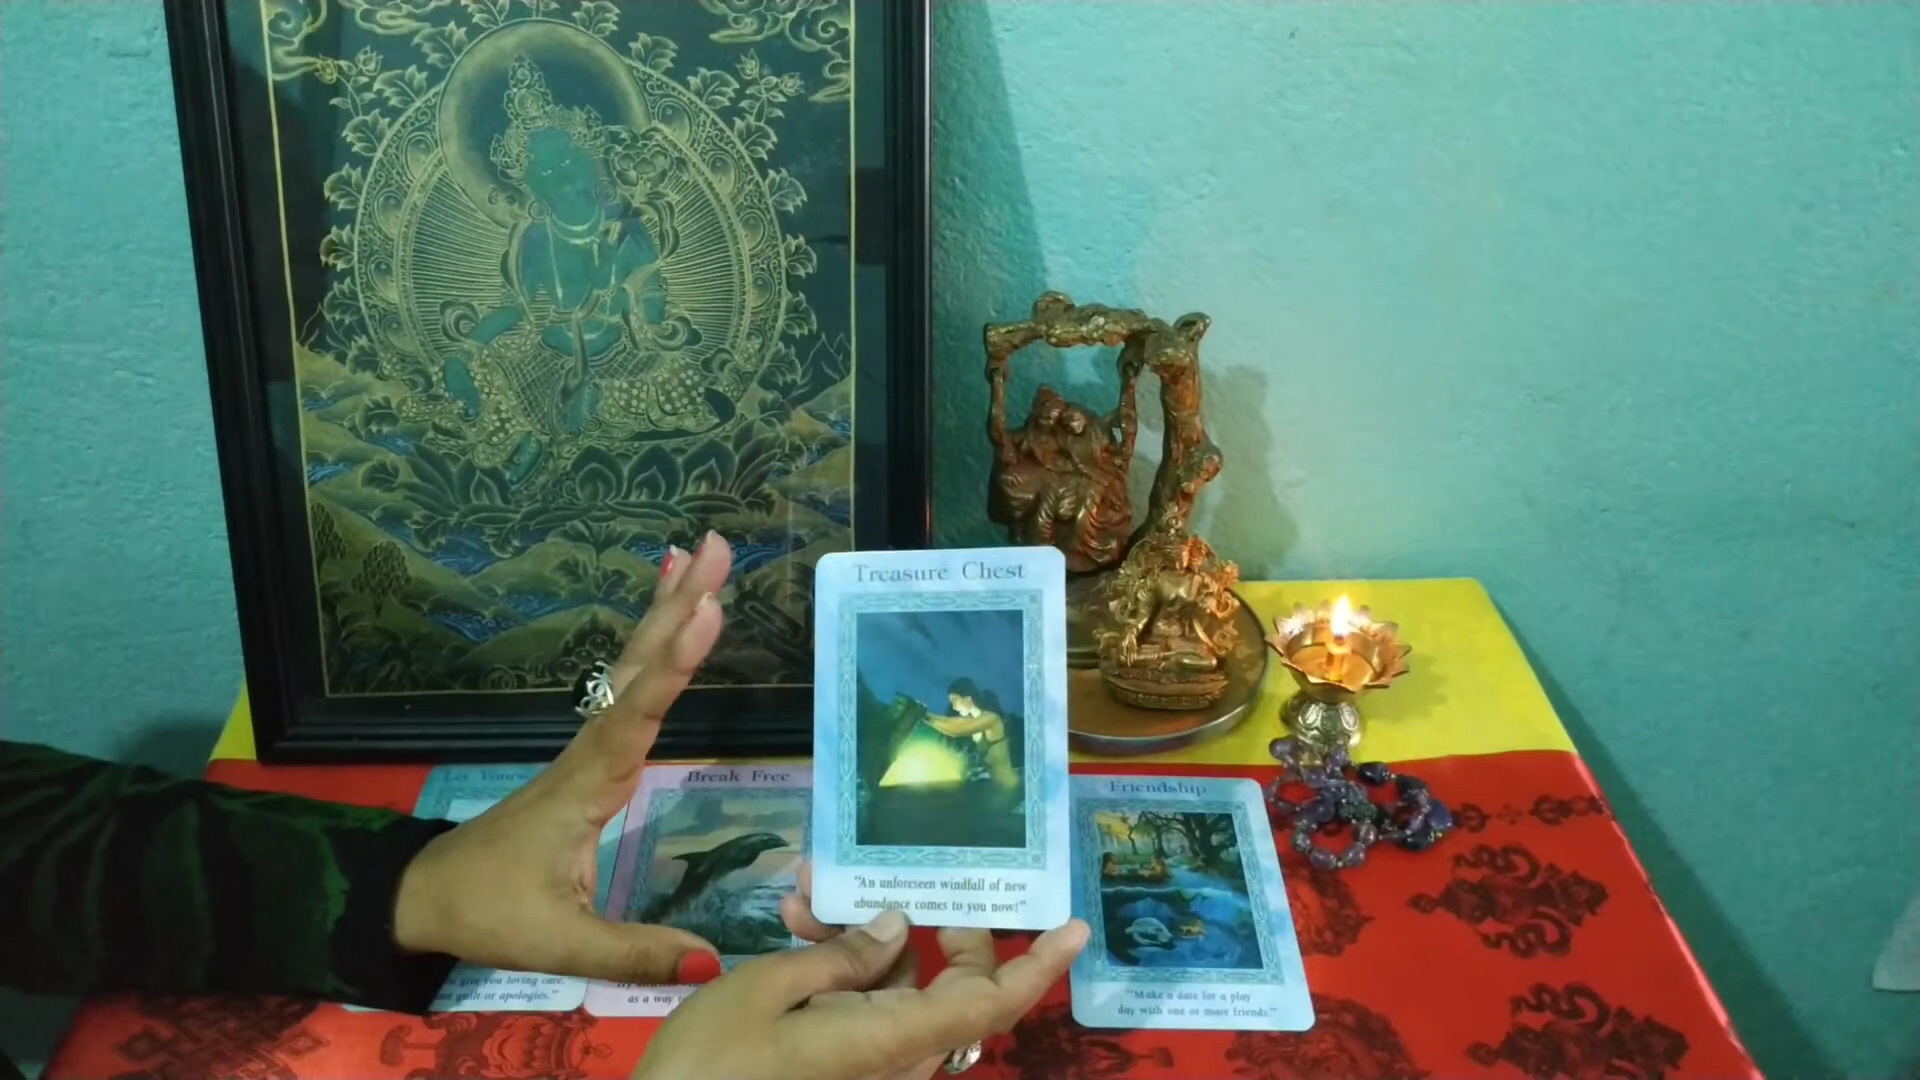 Treasure Chest
"An unforeseen windfall of new
abundance comes to you now!"
Let
Break Free
give you loving care,
guilt or apologies."
as a way
Friendship
"Make a date for a play
day with one or more friends."